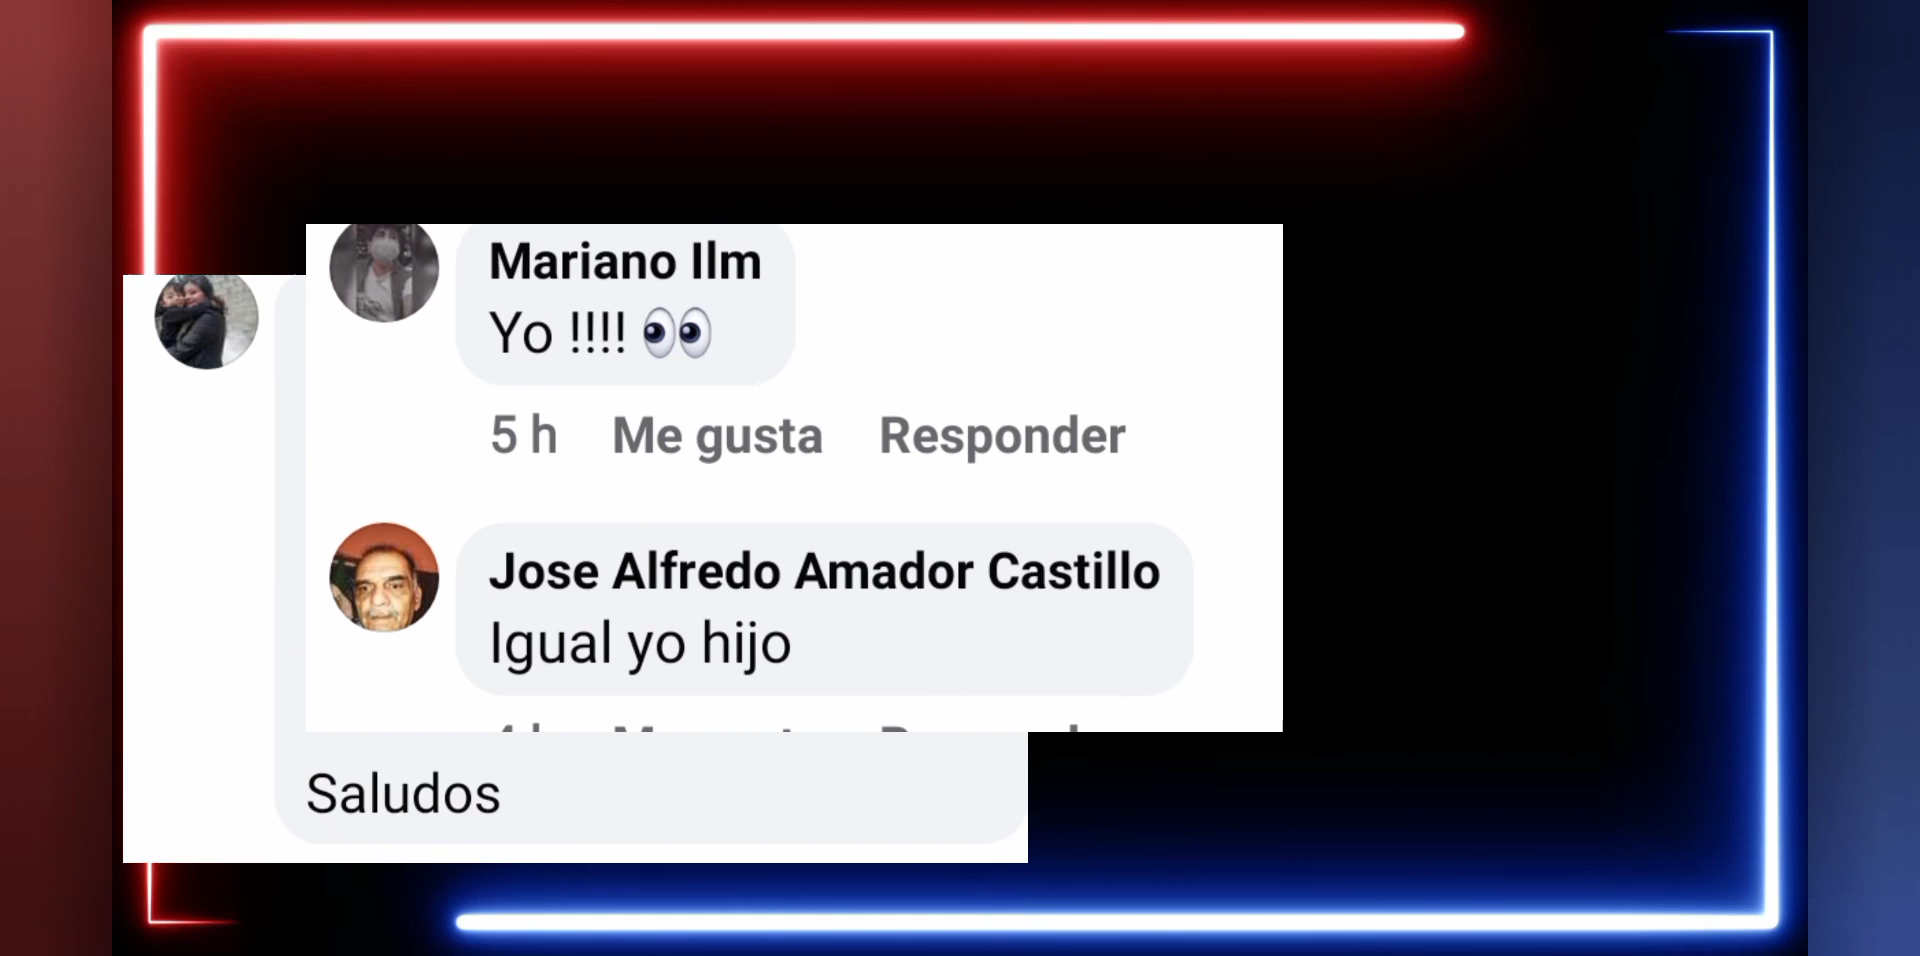 Mariano Ilm
Yo !!!! 👀
5 h Me gusta Responder
Jose Alfredo Amador Castillo
Igual yo hijo
Saludos